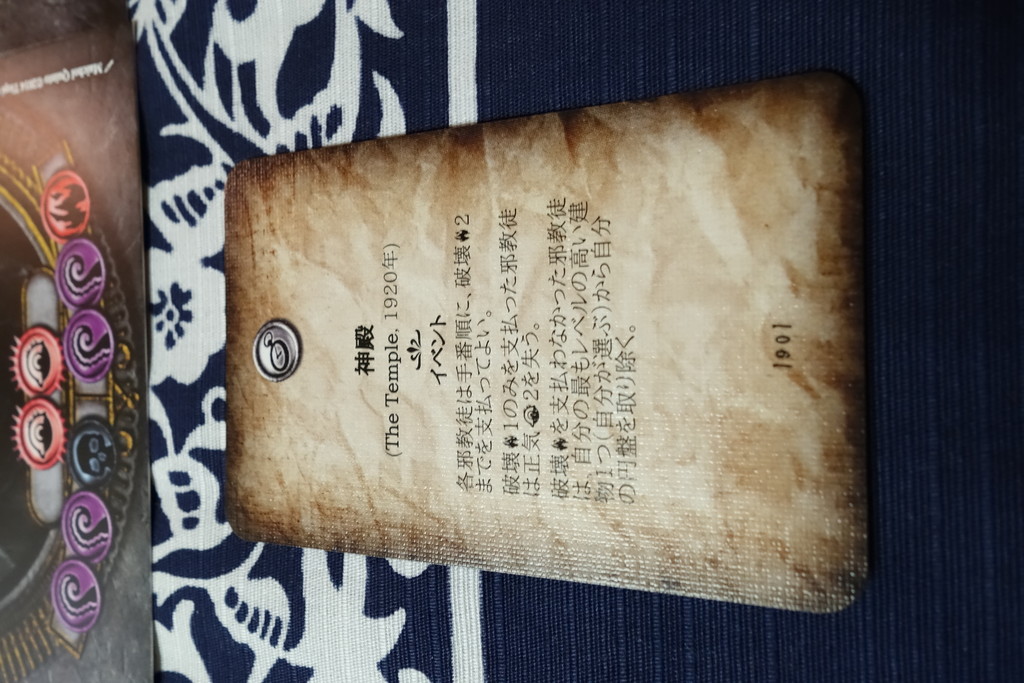 神殿
(The Temple, 1920年)
イベント
各邪教徒は手番順に、破壊2
までを支払ってよい。
破壊1のみを支払った邪教徒
は正気2を失う。
破壊を支払わなかった邪教徒
は、自分の最もレベルの高い建
物1つ(自分が選ぶ)から自分
の円盤を取り除く。
1901